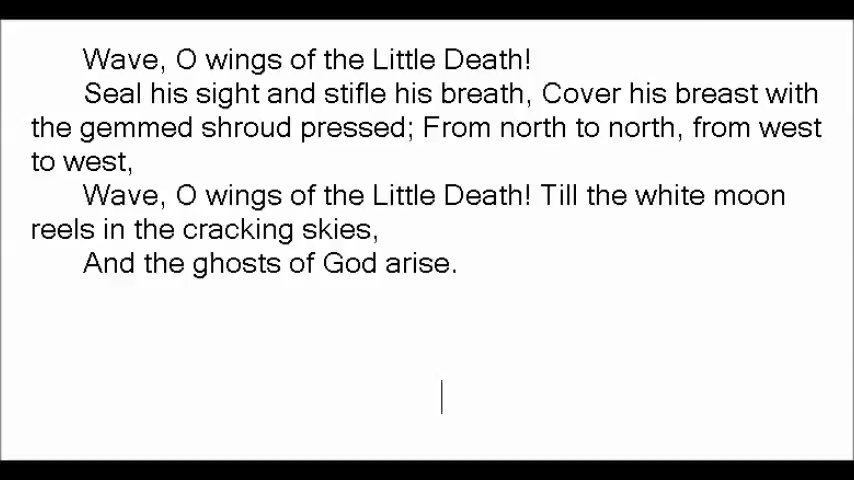 Wave, O wings of the Little Death!
Seal his sight and stifle his breath, Cover his breast with
the gemmed shroud pressed; From north to north, from west
to west,
Wave, O wings of the Little Death! Till the white moon
reels in the cracking skies,
And the ghosts of God arise.